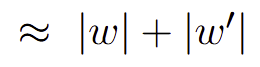 ≈ |w| + |w′|